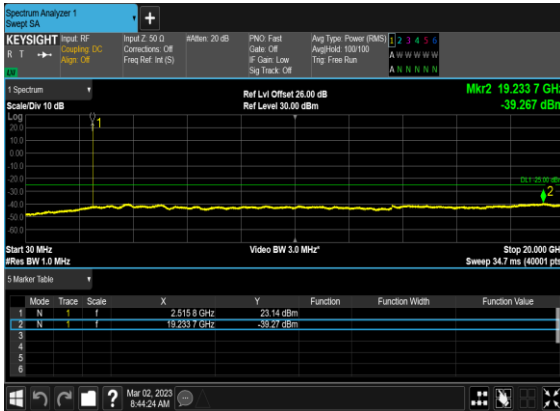 Spectrum Analyzer 1
Swept SA
KEYSIGHT Input: RF Input Z: 50 Ω #Atten: 20 dB PNO: Fast Avg Type: Power (RMS) 1 2 3 4 5 6
R T Coupling: DC Corrections: Off Gate: Off Avg|Hold: 100/100 A W W W W W
Align: Off Freq Ref: Int (S) IF Gain: Low Trig: Free Run
Sig Track: Off A N N N N N
1 Spectrum Ref Lvl Offset 26.00 dB Mkr2 19.233 7 GHz
Scale/Div 10 dB Ref Level 30.00 dBm -39.267 dBm
Log
20.0
10.0
0.00
-10.0
-20.0
-30.0
-40.0
-50.0
-60.0
1
DL1 -25.00 dBm
2
Start 30 MHz Video BW 3.0 MHz* Stop 20.000 GHz
#Res BW 1.0 MHz Sweep 34.7 ms (40001 pts)
5 Marker Table
Mode Trace Scale X Y Function Function Width Function Value
1 N 1 f 2.515 8 GHz 23.14 dBm
2 N 1 f 19.233 7 GHz -39.27 dBm
3
4
5
6
Mar 02, 2023
8:44:24 AM